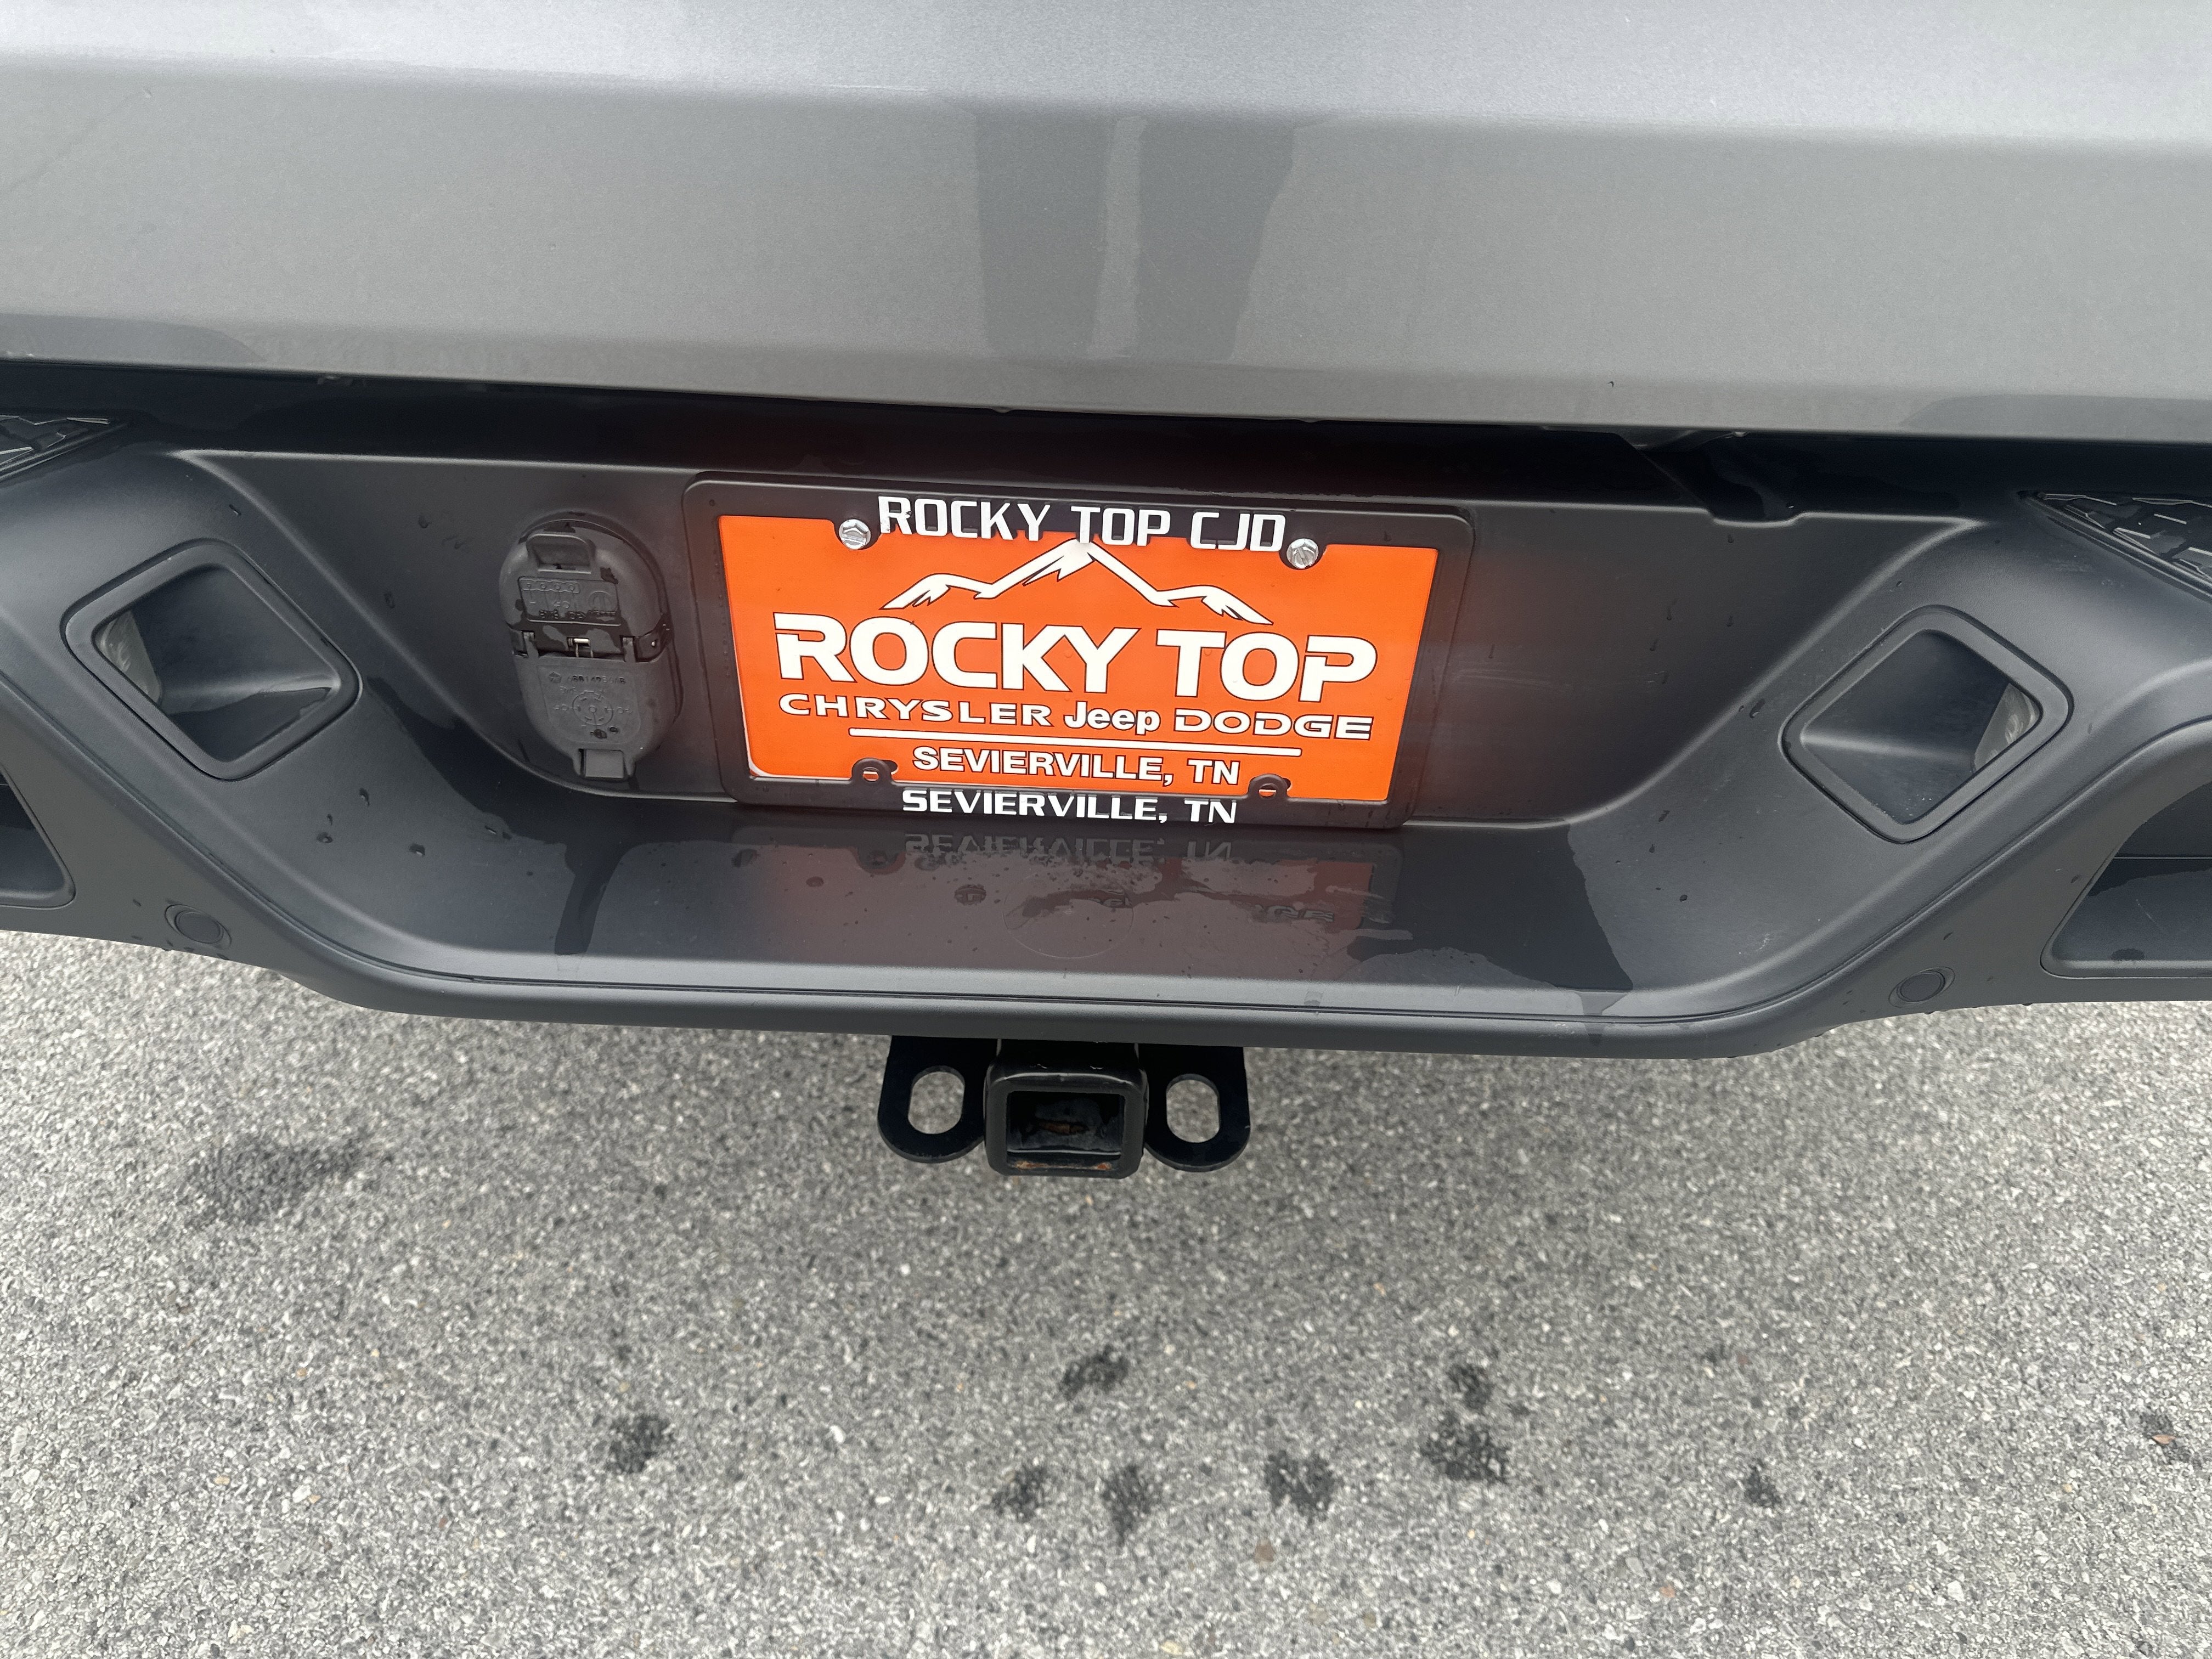 ROCKY TOP CJD
ROCKY TOP
CHRYSLER Jeep DODGE
SEVIERVILLE, TN
SEVIERVILLE, TN